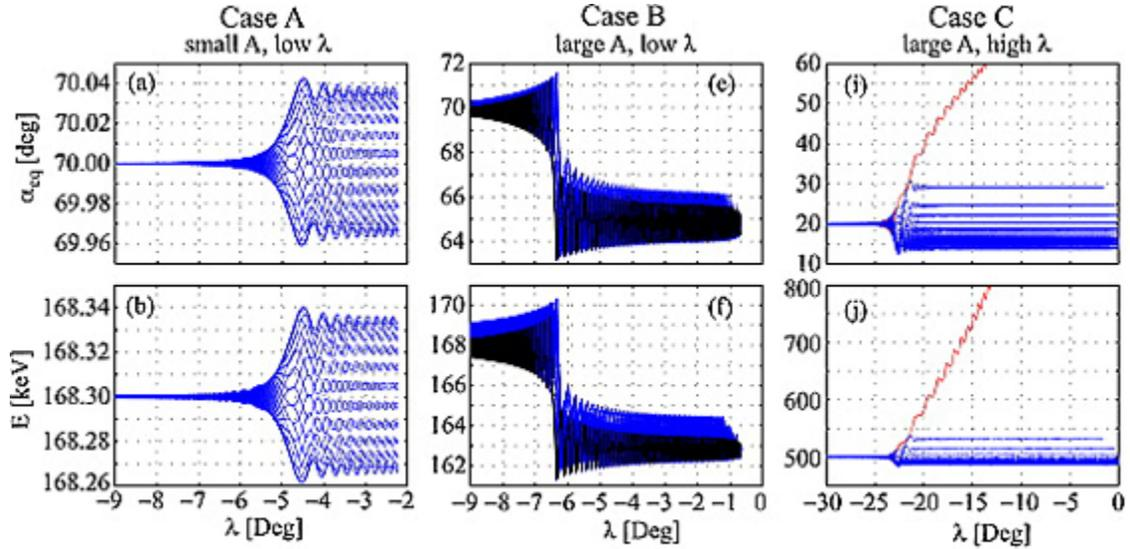 Case A
small A, low λ
Case B
large A, low λ
Case C
large A, high λ
(a)
α_eq [deg]
70.04
70.02
70.00
69.98
69.96
(e)
72
70
68
66
64
(i)
60
50
40
30
20
10
(b)
E [keV]
168.34
168.32
168.30
168.28
168.26
−9 −8 −7 −6 −5 −4 −3 −2
λ [Deg]
(f)
170
168
166
164
162
−9 −8 −7 −6 −5 −4 −3 −2 −1 0
λ [Deg]
(j)
800
700
600
500
−30 −20 −10 0
λ [Deg]